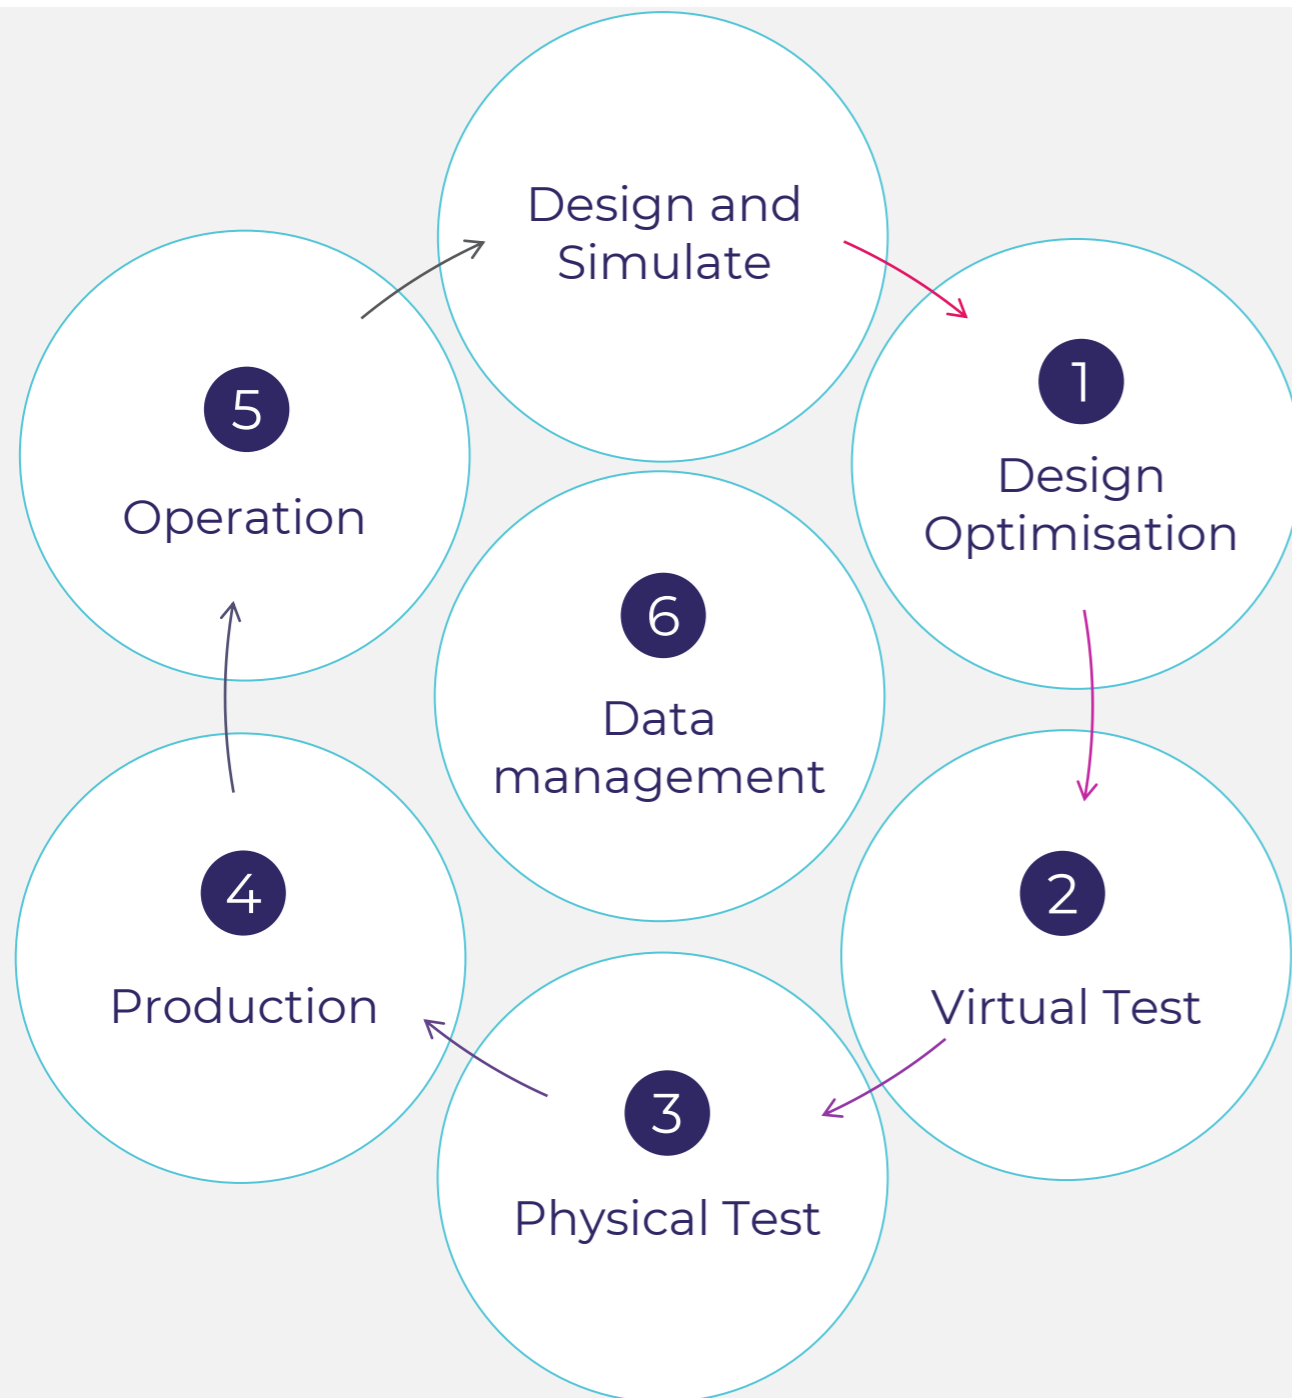 Design and
Simulate
1
Design
Optimisation
2
Virtual Test
3
Physical Test
4
Production
5
Operation
6
Data
management